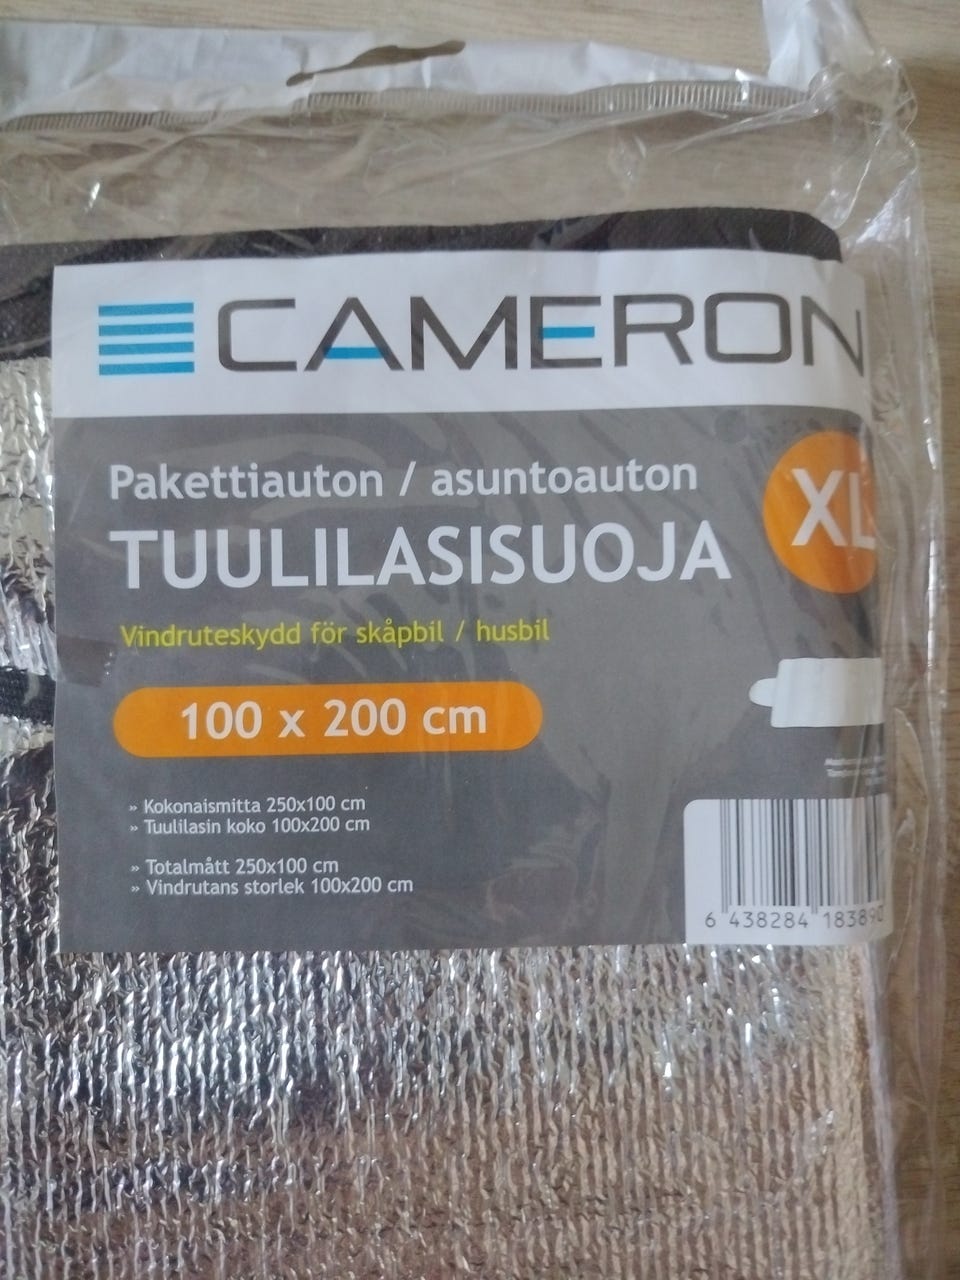 CAMERON
Pakettiauton / asuntoauton
TUULILASISUOJA
XL
Vindruteskydd för skåpbil / husbil
100 x 200 cm
» Kokonaismitta 250x100 cm
» Tuulilasin koko 100x200 cm
» Totalmått 250x100 cm
» Vindrutans storlek 100x200 cm
6 438284 183890